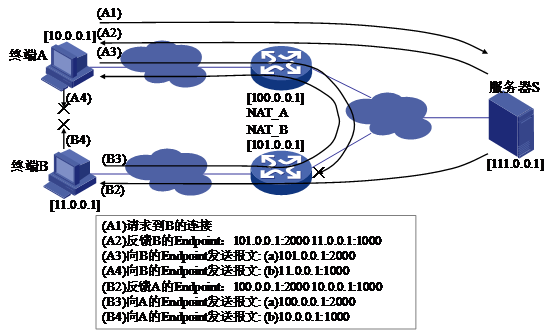 (A1)
[10.0.0.1]
(A2)
终端A
(A3)
服务器S
(A4)
[100.0.0.1]
NAT_A
NAT_B
[101.0.0.1]
(B4)
终端B
(B3)
[111.0.0.1]
(B2)
[11.0.0.1]
(A1)请求到B的连接
(A2)反馈B的Endpoint：101.0.0.1:2000 11.0.0.1:1000
(A3)向B的Endpoint发送报文: (a)101.0.0.1:2000
(A4)向B的Endpoint发送报文: (b)11.0.0.1:1000
(B2)反馈A的Endpoint：100.0.0.1:2000 10.0.0.1:1000
(B3)向A的Endpoint发送报文: (a)100.0.0.1:2000
(B4)向A的Endpoint发送报文: (b)10.0.0.1:1000